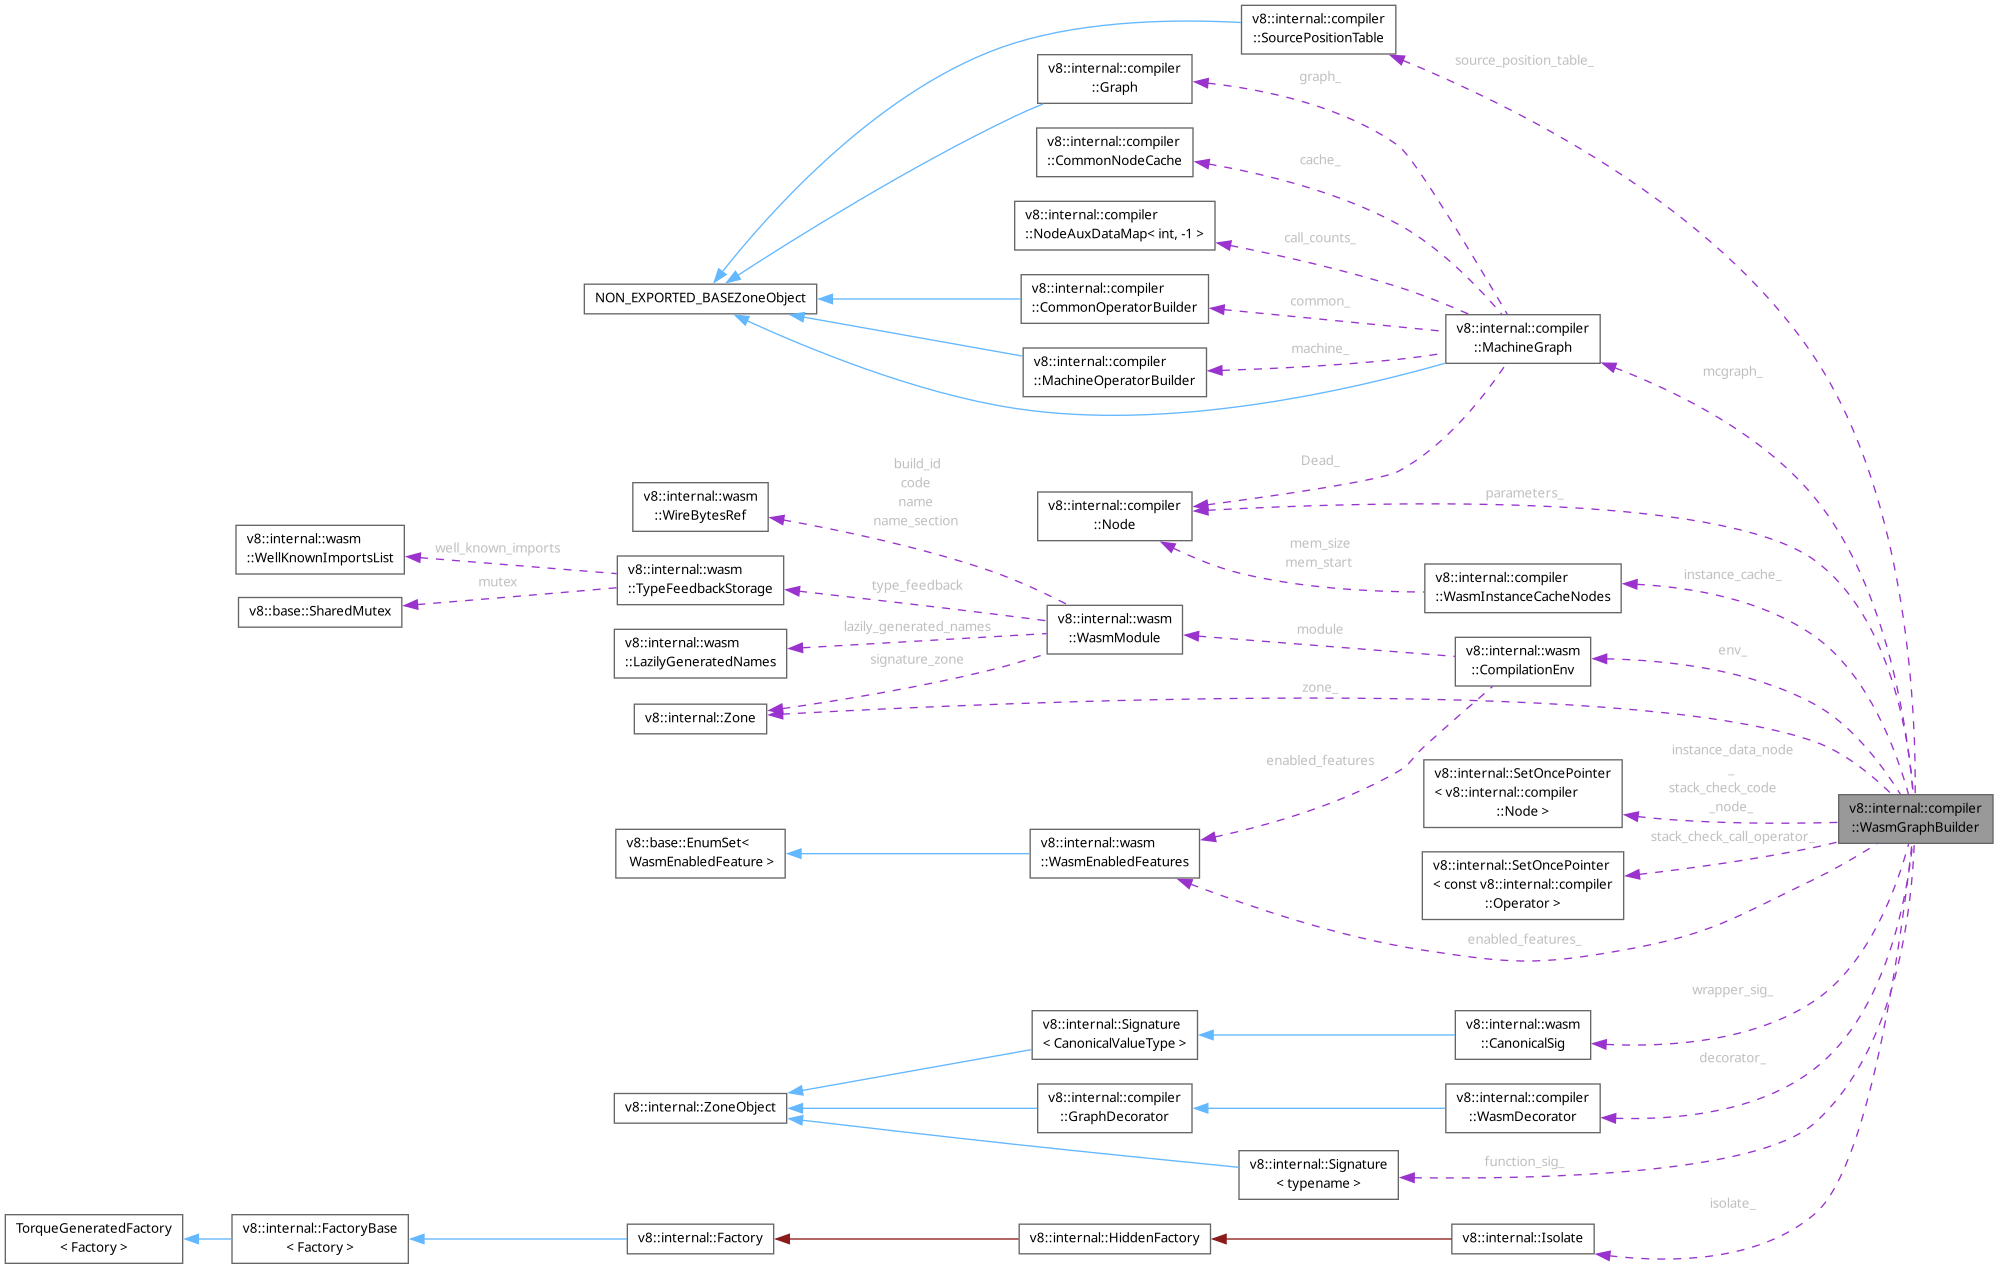 v8::internal::compiler
::SourcePositionTable
source_position_table_
v8::internal::compiler
::Graph
graph_
v8::internal::compiler
::CommonNodeCache
cache_
v8::internal::compiler
::NodeAuxDataMap< int, -1 >
call_counts_
NON_EXPORTED_BASEZoneObject
v8::internal::compiler
::CommonOperatorBuilder
common_
v8::internal::compiler
::MachineGraph
v8::internal::compiler
::MachineOperatorBuilder
machine_
mcgraph_
build_id
code
name
name_section
Dead_
v8::internal::wasm
::WireBytesRef
v8::internal::compiler
::Node
parameters_
v8::internal::wasm
::WellKnownImportsList
well_known_imports
v8::internal::wasm
::TypeFeedbackStorage
type_feedback
mem_size
mem_start
v8::internal::compiler
::WasmInstanceCacheNodes
instance_cache_
v8::base::SharedMutex
mutex
v8::internal::wasm
::LazilyGeneratedNames
lazily_generated_names
v8::internal::wasm
::WasmModule
module
v8::internal::wasm
::CompilationEnv
env_
signature_zone
v8::internal::Zone
zone_
enabled_features
v8::internal::SetOncePointer
< v8::internal::compiler
::Node >
instance_data_node
_
stack_check_code
_node_
v8::internal::compiler
::WasmGraphBuilder
v8::base::EnumSet<
WasmEnabledFeature >
v8::internal::wasm
::WasmEnabledFeatures
v8::internal::SetOncePointer
< const v8::internal::compiler
::Operator >
stack_check_call_operator_
enabled_features_
v8::internal::Signature
< CanonicalValueType >
v8::internal::wasm
::CanonicalSig
wrapper_sig_
v8::internal::ZoneObject
v8::internal::compiler
::GraphDecorator
v8::internal::compiler
::WasmDecorator
decorator_
v8::internal::Signature
< typename >
function_sig_
TorqueGeneratedFactory
< Factory >
v8::internal::FactoryBase
< Factory >
v8::internal::Factory
v8::internal::HiddenFactory
v8::internal::Isolate
isolate_